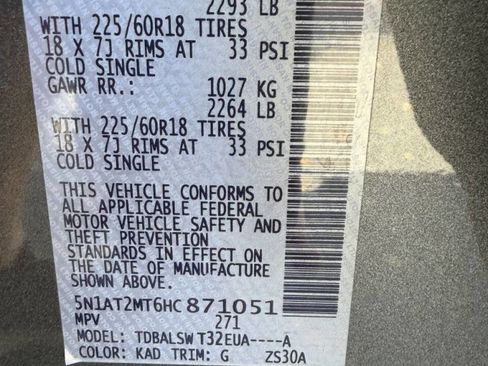 2293 LB
WITH 225/60R18 TIRES
18 X 7J RIMS AT 33 PSI
COLD SINGLE
GAWR RR.: 1027 KG
2264 LB
WITH 225/60R18 TIRES
18 X 7J RIMS AT 33 PSI
COLD SINGLE
THIS VEHICLE CONFORMS TO
ALL APPLICABLE FEDERAL
MOTOR VEHICLE SAFETY AND
THEFT PREVENTION
STANDARDS IN EFFECT ON
THE DATE OF MANUFACTURE
SHOWN ABOVE.
5N1AT2MT6HC871051
MPV 271
MODEL: TDBALSW T32EUA----A
COLOR: KAD TRIM: G ZS30A